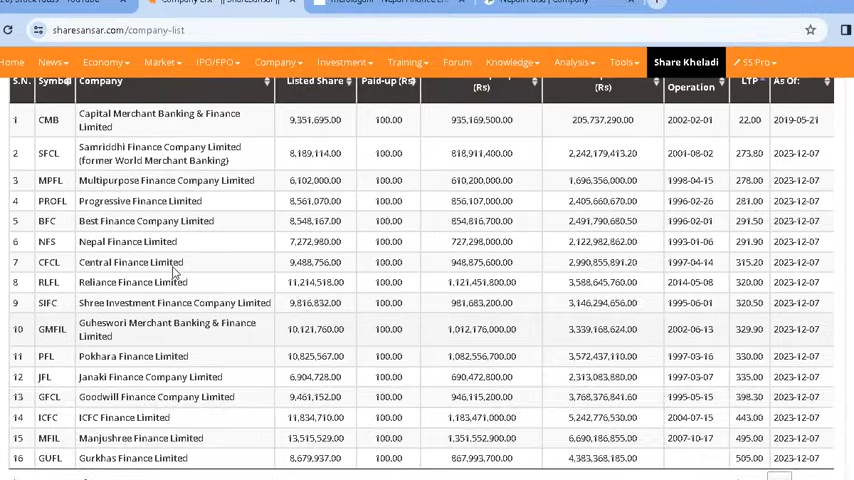 Company List - || ShareSansar ||
sharesansar.com/company-list
Home News Economy Market IPO/FPO Company Investment Training Forum Knowledge Analysis Tools Share Kheladi SS Pro
S.N. Symbol Company Listed Share Paid-up (Rs) (Rs) (Rs) Operation LTP As Of:
1 CMB Capital Merchant Banking & Finance Limited 9,351,695.00 100.00 935,169,500.00 205,737,290.00 2002-02-01 22.00 2019-05-21
2 SFCL Samriddhi Finance Company Limited (former World Merchant Banking) 8,189,114.00 100.00 818,911,400.00 2,242,179,413.20 2001-08-02 273.80 2023-12-07
3 MPFL Multipurpose Finance Company Limited 6,102,000.00 100.00 610,200,000.00 1,696,356,000.00 1998-04-15 278.00 2023-12-07
4 PROFL Progressive Finance Limited 8,561,070.00 100.00 856,107,000.00 2,405,660,670.00 1996-02-26 281.00 2023-12-07
5 BFC Best Finance Company Limited 8,548,167.00 100.00 854,816,700.00 2,491,790,680.50 1996-02-01 291.50 2023-12-07
6 NFS Nepal Finance Limited 7,272,980.00 100.00 727,298,000.00 2,122,982,862.00 1993-01-06 291.90 2023-12-07
7 CFCL Central Finance Limited 9,488,756.00 100.00 948,875,600.00 2,990,855,891.20 1997-04-14 315.20 2023-12-07
8 RLFL Reliance Finance Limited 11,214,518.00 100.00 1,121,451,800.00 3,588,645,760.00 2014-05-08 320.00 2023-12-07
9 SIFC Shree Investment Finance Company Limited 9,816,832.00 100.00 981,683,200.00 3,146,294,656.00 1995-06-01 320.50 2023-12-07
10 GMFIL Guheswori Merchant Banking & Finance Limited 10,121,760.00 100.00 1,012,176,000.00 3,339,168,624.00 2002-06-13 329.90 2023-12-07
11 PFL Pokhara Finance Limited 10,825,567.00 100.00 1,082,556,700.00 3,572,437,110.00 1997-03-16 330.00 2023-12-07
12 JFL Janaki Finance Company Limited 6,904,728.00 100.00 690,472,800.00 2,313,083,880.00 1997-03-07 335.00 2023-12-07
13 GFCL Goodwill Finance Company Limited 9,461,152.00 100.00 946,115,200.00 3,768,376,841.60 1995-05-15 398.30 2023-12-07
14 ICFC ICFC Finance Limited 11,834,710.00 100.00 1,183,471,000.00 5,242,776,530.00 2004-07-15 443.00 2023-12-07
15 MFIL Manjushree Finance Limited 13,515,529.00 100.00 1,351,552,900.00 6,690,186,855.00 2007-10-17 495.00 2023-12-07
16 GUFL Gurkhas Finance Limited 8,679,937.00 100.00 867,993,700.00 4,383,368,185.00 505.00 2023-12-07